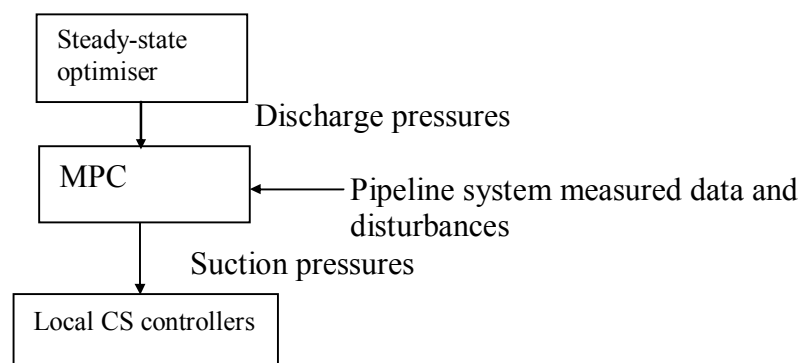 Steady-state
optimiser
Discharge pressures
MPC
Pipeline system measured data and
disturbances
Suction pressures
Local CS controllers